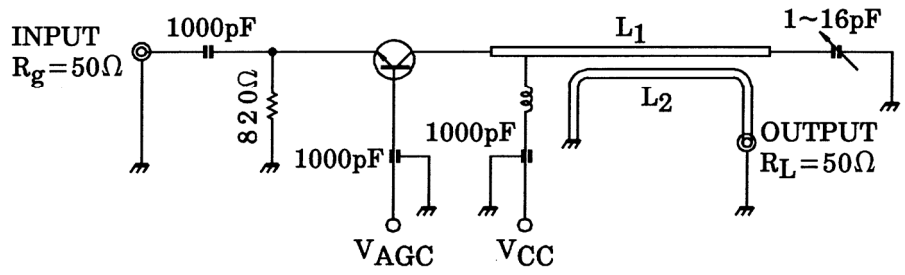 INPUT
Rg=50Ω
1000pF
820Ω
1000pF
VAGC
1000pF
VCC
L1
L2
1~16pF
OUTPUT
RL=50Ω